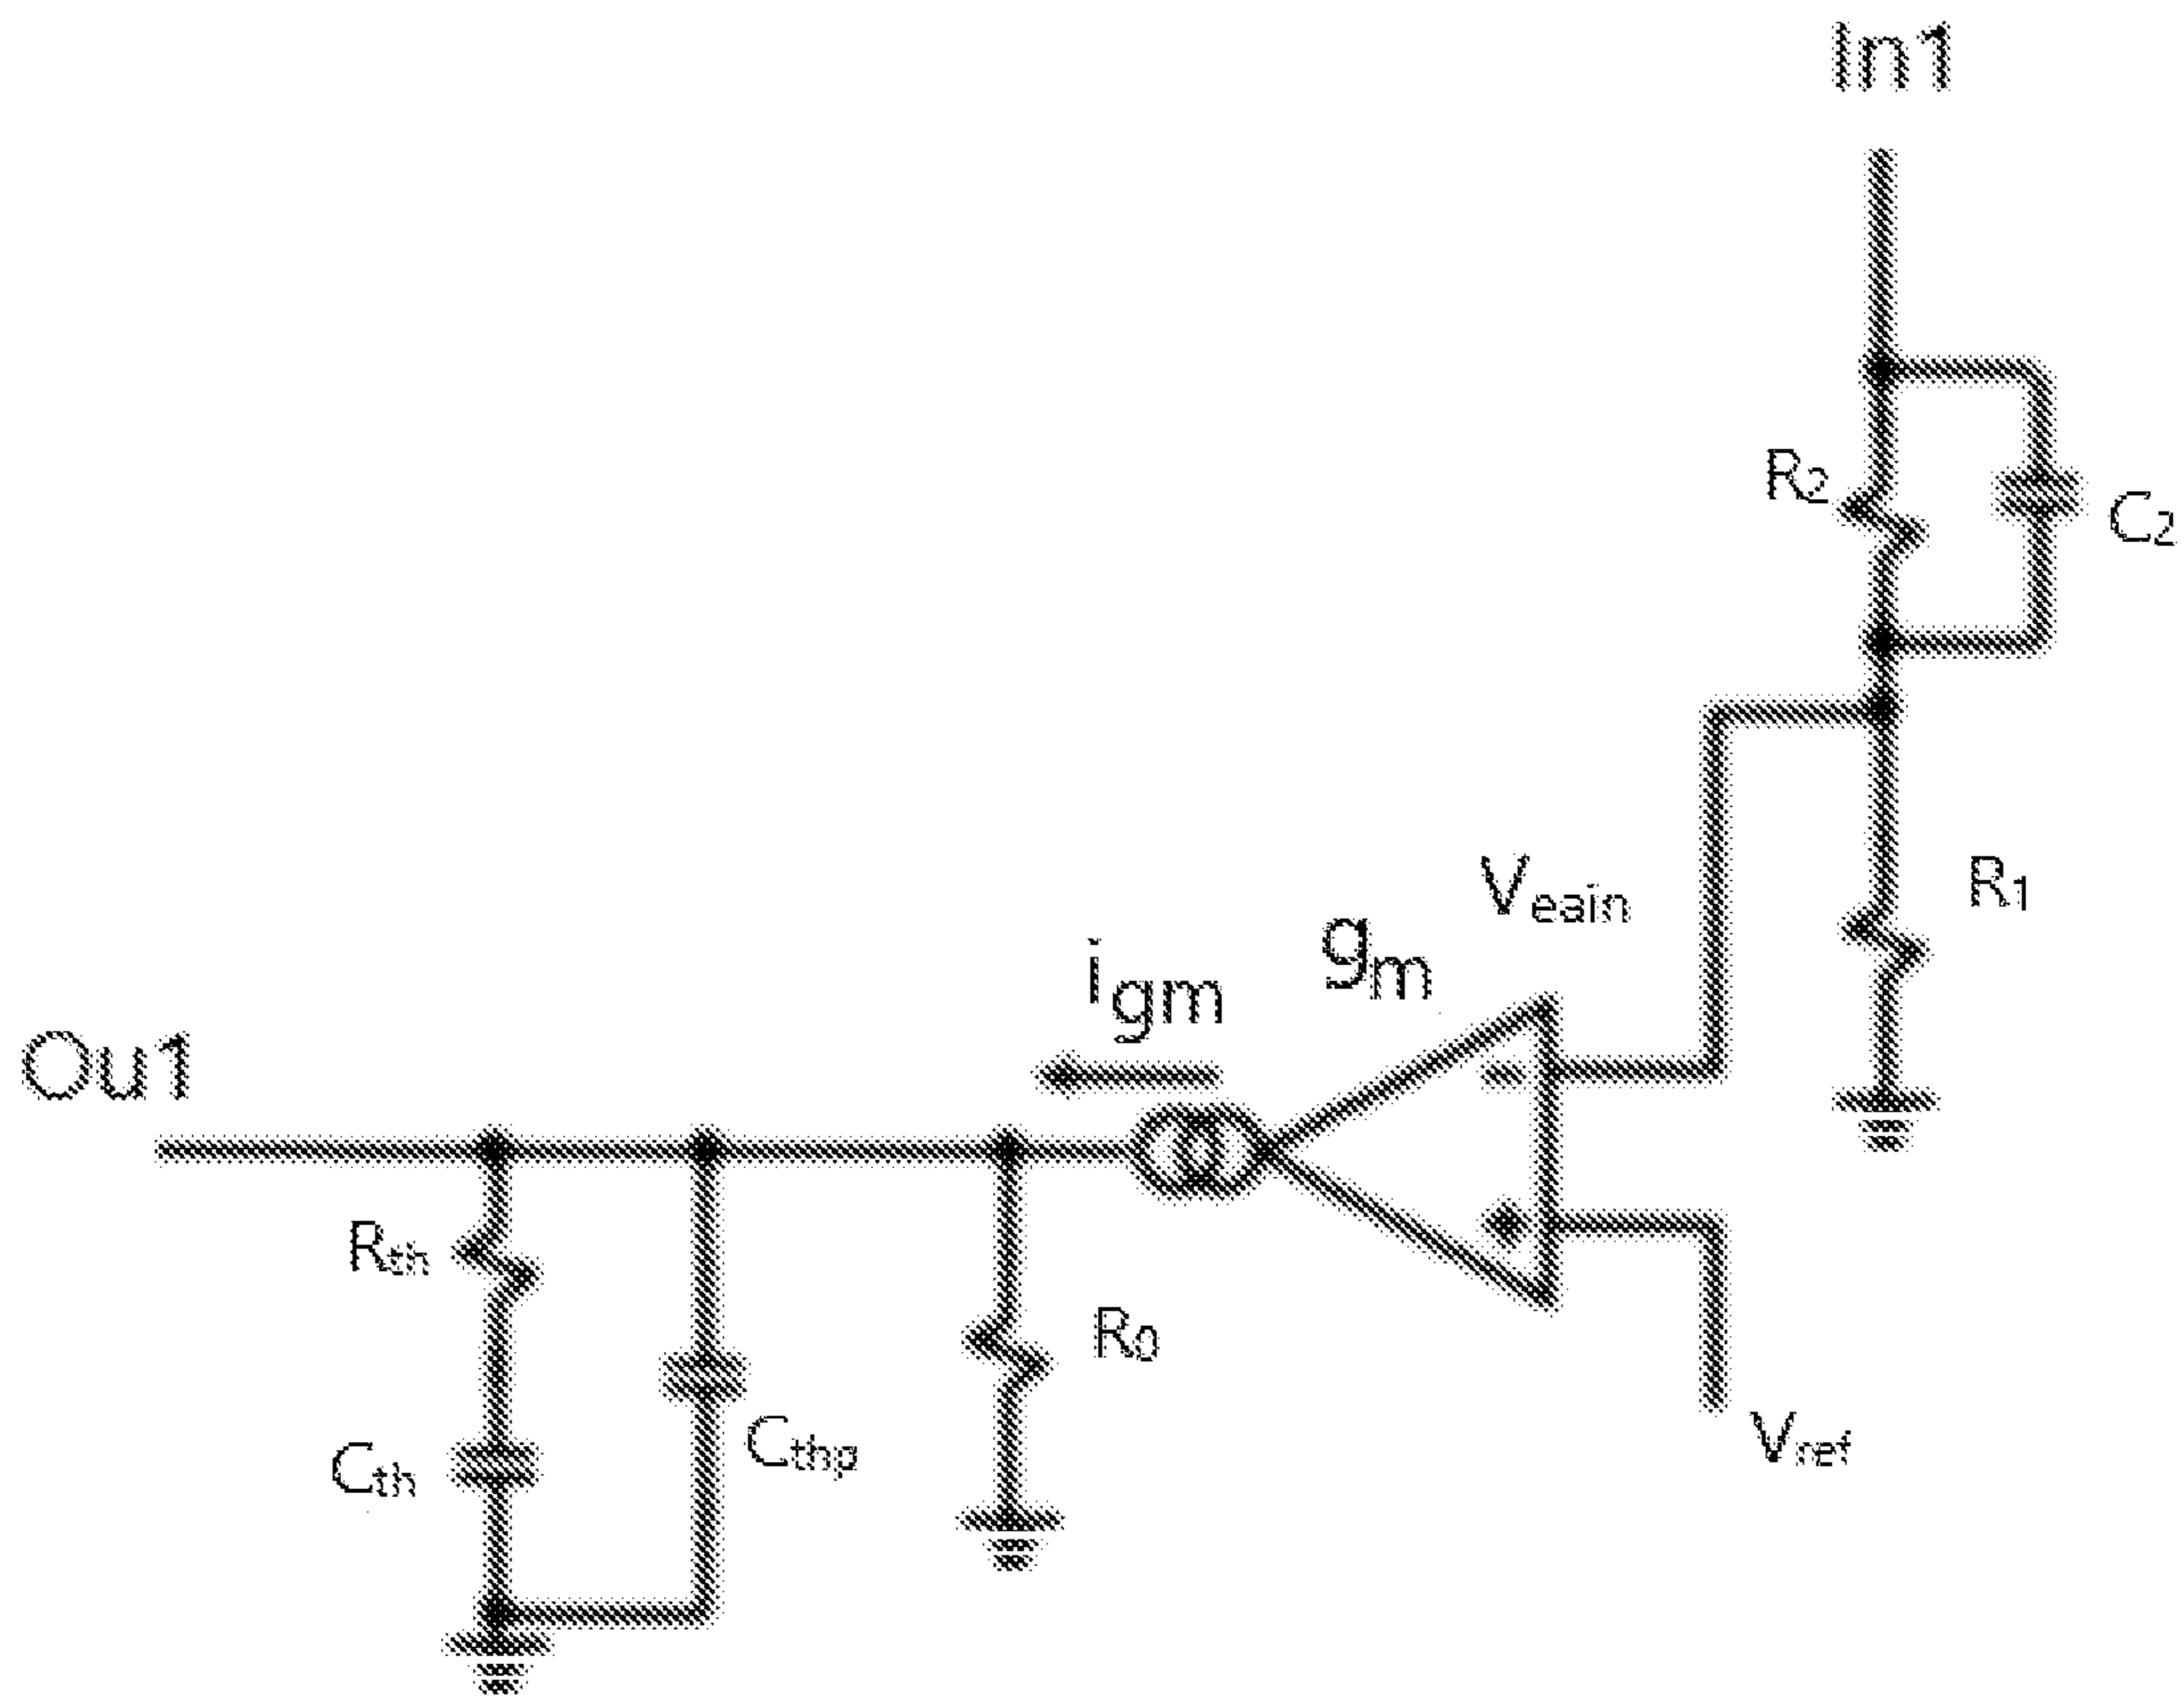 In1
R2
C2
Veain
R1
gm
igm
Ou1
Rth
R0
Cthp
Vref
Cth